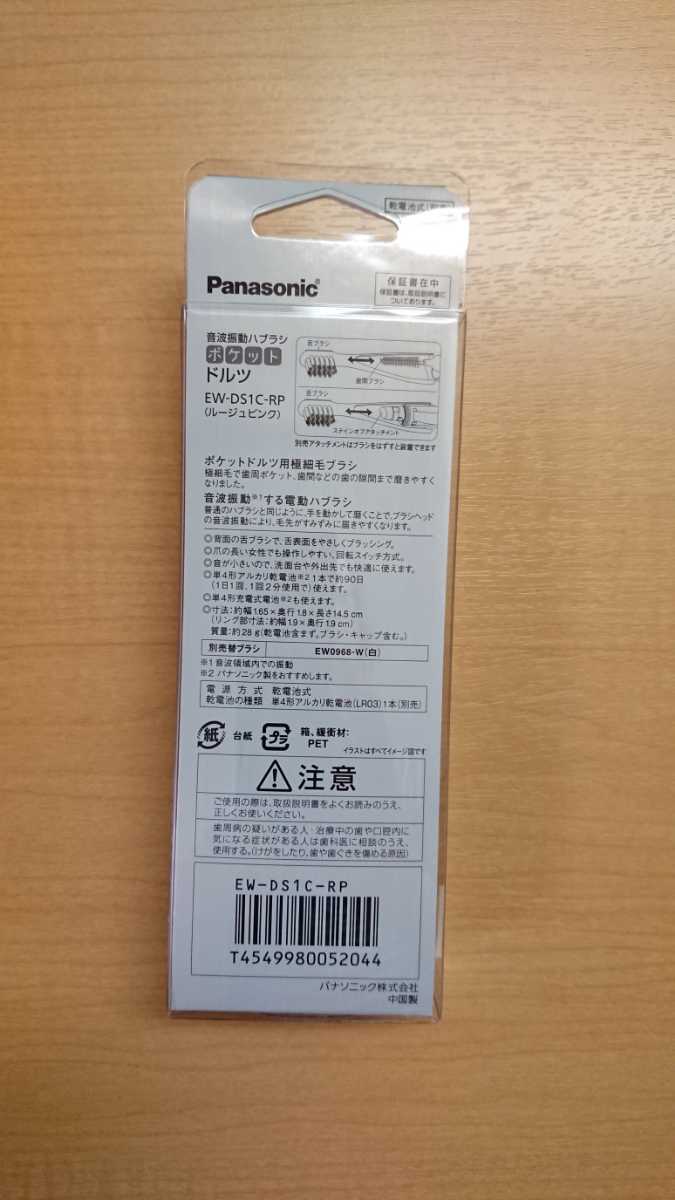 乾電池式
Panasonic®
保証書在中
保証書は、取扱説明書に
ついております。
音波振動ハブラシ
ポケット
ドルツ
EW-DS1C-RP
(ルージュピンク)
舌ブラシ
歯間ブラシ
舌ブラシ
ステインオフアタッチメント
別売アタッチメントはブラシをはずすと装着できます
ポケットドルツ用極細毛ブラシ
極細毛で歯周ポケット、歯間などの歯の隙間まで磨きやすく
なりました。
音波振動※1する電動ハブラシ
普通のハブラシと同じように、手を動かして磨くことで、ブラシヘッド
の音波振動により、毛先がすみずみに届きやすくなります。
◎背面の舌ブラシで、舌表面をやさしくブラッシング。
◎爪の長い女性でも操作しやすい、回転スイッチ方式。
◎音が小さいので、洗面台や外出先でも快適に使えます。
◎単4形アルカリ乾電池※2 1本で約90日
(1日1回、1回2分使用で)使えます。
◎単4形充電式電池※2も使えます。
◎寸法:約幅1.65×奥行1.8×長さ14.5 cm
(リング部寸法:約幅1.9×奥行1.9 cm)
質量:約28 g(乾電池含まず。ブラシ・キャップ含む。)
別売替ブラシ EW0968-W(白)
※1 音波領域内での振動
※2 パナソニック製をおすすめします。
電源方式 乾電池式
乾電池の種類 単4形アルカリ乾電池(LR03)1本(別売)
紙 台紙 プラ 箱、緩衝材:
PET
イラストはすべてイメージ図です
注意
ご使用の際は、取扱説明書をよくお読みのうえ、
正しくお使いください。
歯周病の疑いがある人・治療中の歯や口腔内に
気になる症状がある人は歯科医に相談のうえ、
使用する。(けがをしたり、歯や歯ぐきを傷める原因)
EW-DS1C-RP
T4549980052044
パナソニック株式会社
中国製